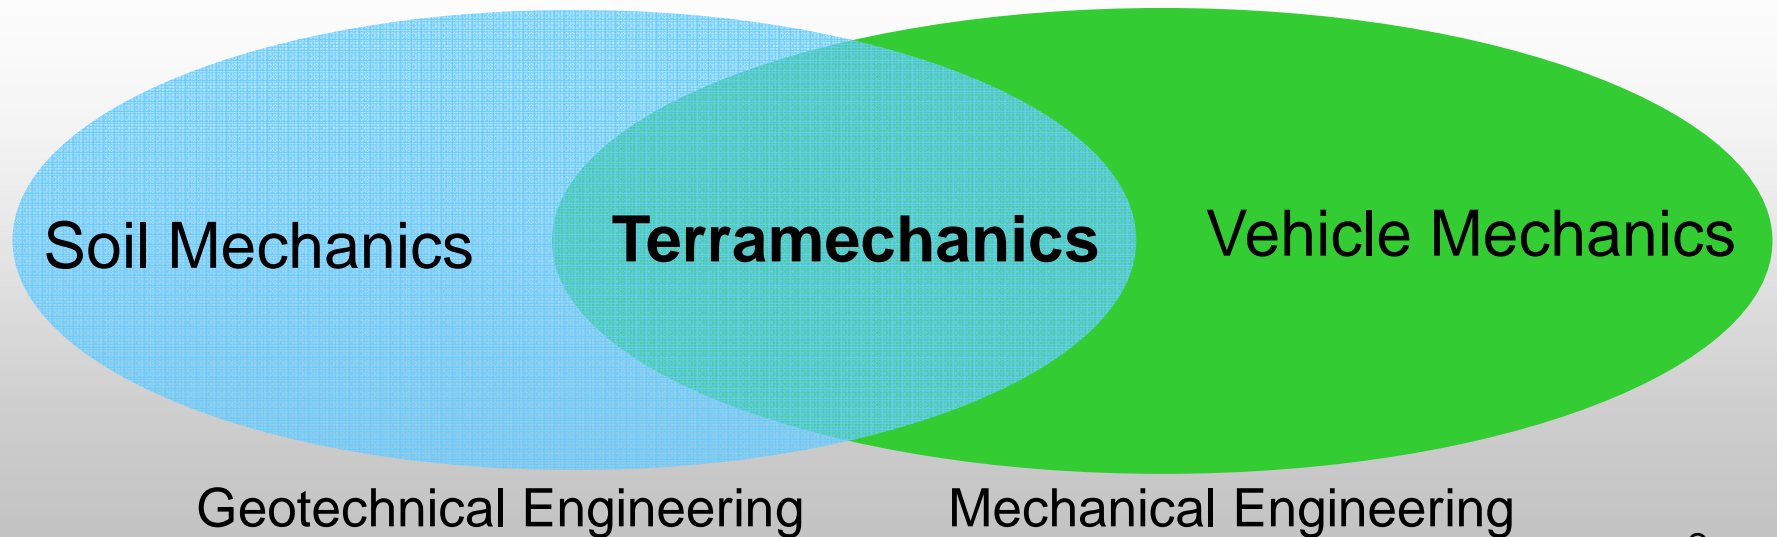 Soil Mechanics
Terramechanics
Vehicle Mechanics
Geotechnical Engineering
Mechanical Engineering